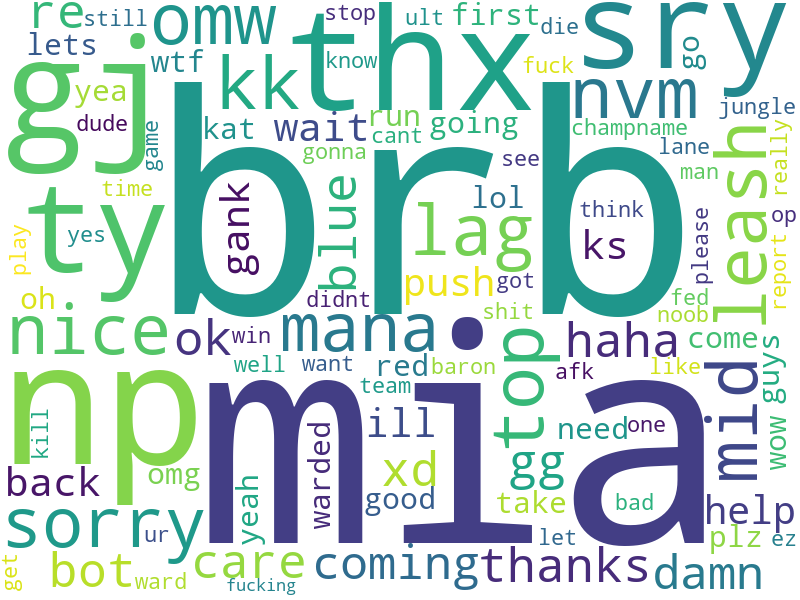 re still omw thx stop ult first die sry
lets wtf know fuck go
gj yea kk nvm jungle
dude game kat wait run cant going champname lane
gonna see man leash really
time ty brb gank blue lol lag think ks op
play yes please report
oh push got fed noob
didnt shit
nice ok win mana haha come guys wow
well want red baron top afk like mid
np mia team one
kill ill need
back omg warded xd gg
yeah good take bad help
sorry ur let plz ez
get bot ward care coming thanks damn
fucking